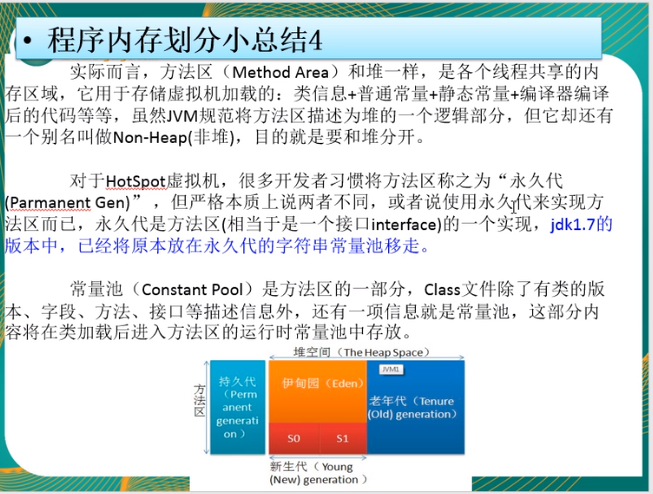 • 程序内存划分小总结4
实际而言，方法区（Method Area）和堆一样，是各个线程共享的内
存区域，它用于存储虚拟机加载的：类信息+普通常量+静态常量+编译器编译
后的代码等等，虽然JVM规范将方法区描述为堆的一个逻辑部分，但它却还有
一个别名叫做Non-Heap(非堆)，目的就是要和堆分开。
对于HotSpot虚拟机，很多开发者习惯将方法区称之为“永久代
(Parmanent Gen)” ，但严格本质上说两者不同，或者说使用永久代来实现方
法区而已，永久代是方法区(相当于是一个接口interface)的一个实现，jdk1.7的
版本中，已经将原本放在永久代的字符串常量池移走。
常量池（Constant Pool）是方法区的一部分，Class文件除了有类的版
本、字段、方法、接口等描述信息外，还有一项信息就是常量池，这部分内
容将在类加载后进入方法区的运行时常量池中存放。
堆空间（The Heap Space）
方法区
持久代
（Perm
anent
generati
on ）
伊甸园（Eden）
S0
S1
JVM1
老年代（Tenure
(Old) generation）
新生代（ Young
(New) generation ）